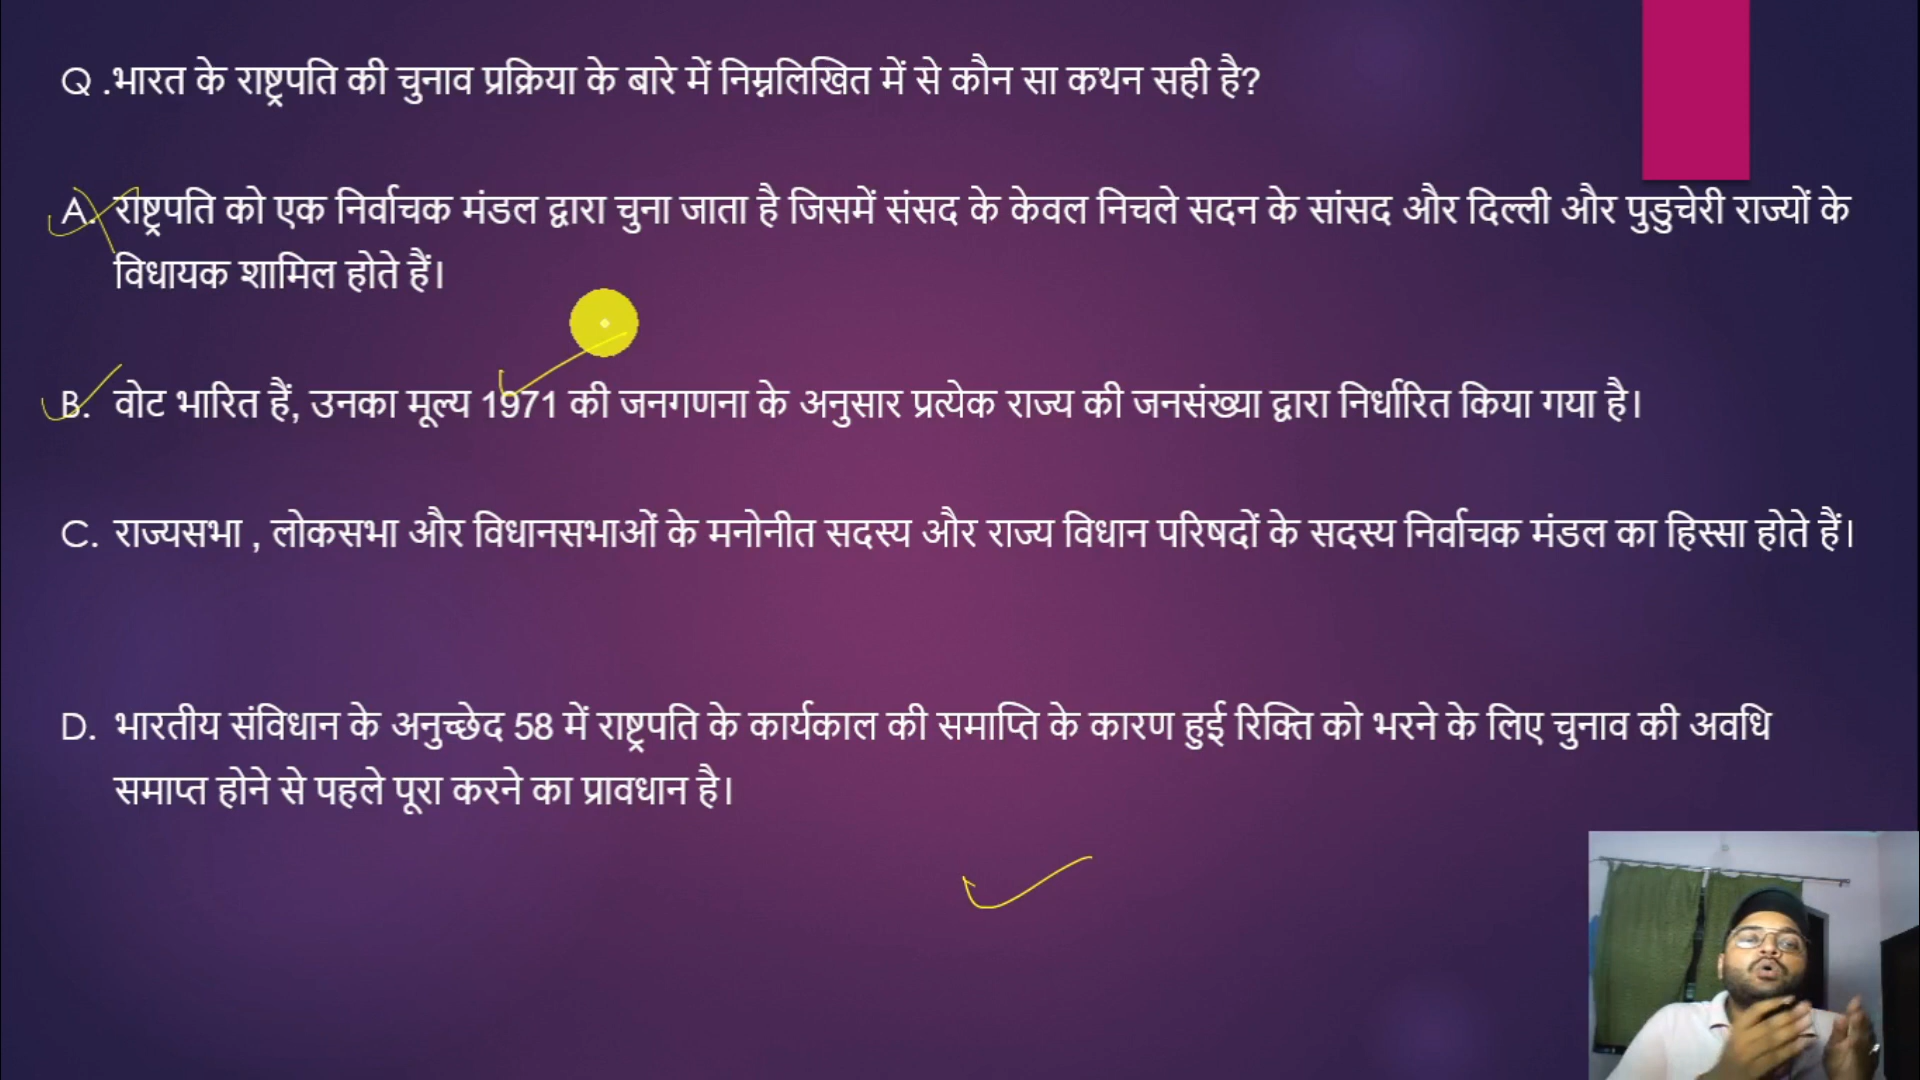 Q .भारत के राष्ट्रपति की चुनाव प्रक्रिया के बारे में निम्नलिखित में से कौन सा कथन सही है?
A. राष्ट्रपति को एक निर्वाचक मंडल द्वारा चुना जाता है जिसमें संसद के केवल निचले सदन के सांसद और दिल्ली और पुडुचेरी राज्यों के
विधायक शामिल होते हैं।
B. वोट भारित हैं, उनका मूल्य 1971 की जनगणना के अनुसार प्रत्येक राज्य की जनसंख्या द्वारा निर्धारित किया गया है।
C. राज्यसभा , लोकसभा और विधानसभाओं के मनोनीत सदस्य और राज्य विधान परिषदों के सदस्य निर्वाचक मंडल का हिस्सा होते हैं।
D. भारतीय संविधान के अनुच्छेद 58 में राष्ट्रपति के कार्यकाल की समाप्ति के कारण हुई रिक्ति को भरने के लिए चुनाव की अवधि
समाप्त होने से पहले पूरा करने का प्रावधान है।